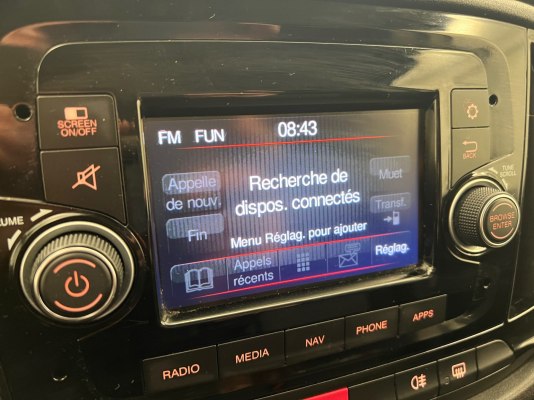 SCREEN
ON/OFF
FM FUN 08:43
BACK
Appelle
de nouv.
Recherche de
dispos. connectés
Muet
TUNE
SCROLL
Fin
Menu Réglag. pour ajouter
Transf.
BROWSE
ENTER
Appels
récents
Réglag.
RADIO
MEDIA
NAV
PHONE
APPS